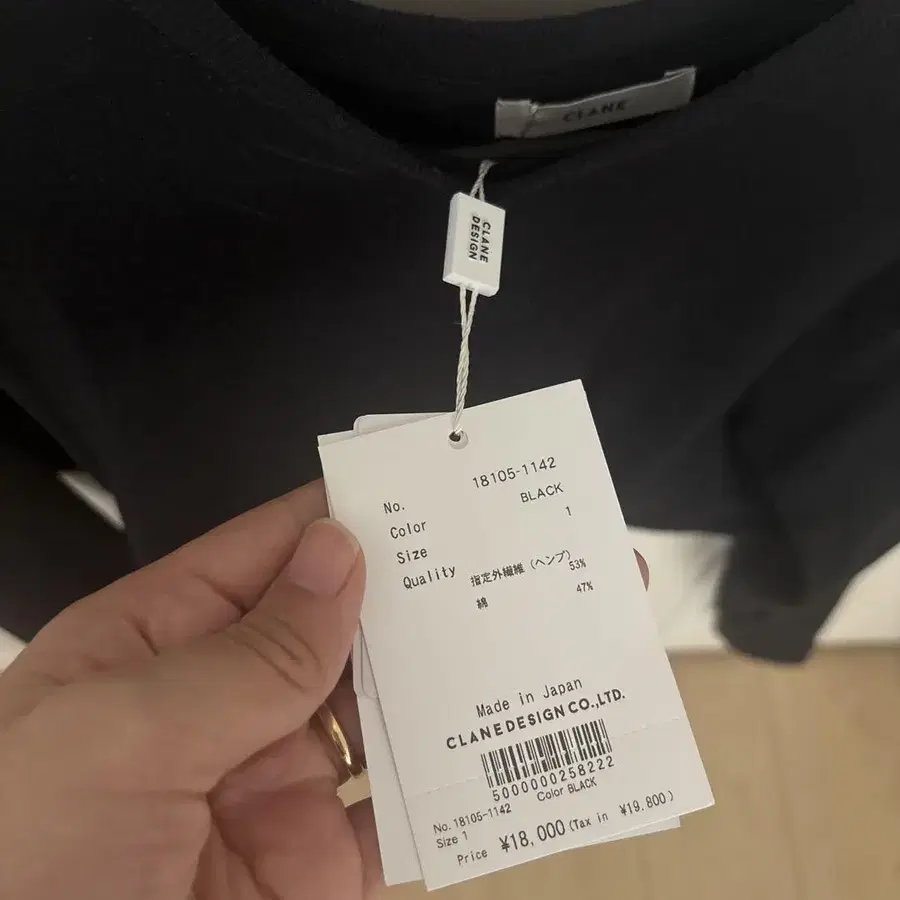 CLANE
CLANE
DESIGN
No. 18105-1142
Color BLACK
Size 1
Quality 指定外繊維（ヘンプ） 53%
綿 47%
Made in Japan
CLANEDESIGN CO.,LTD.
5000000258222
No. 18105-1142 Color BLACK
Size 1
Price ¥18,000 (Tax in ¥19,800)